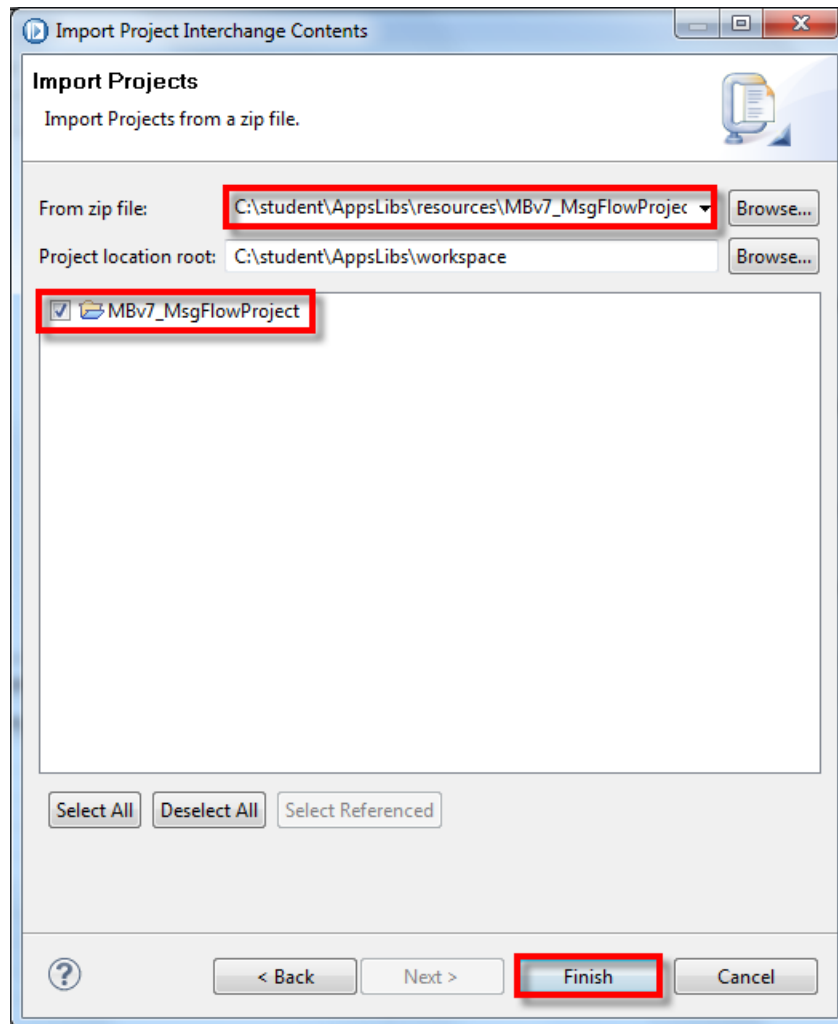 Import Project Interchange Contents
Import Projects
Import Projects from a zip file.
From zip file: C:\student\AppsLibs\resources\MBv7_MsgFlowProjec Browse...
Project location root: C:\student\AppsLibs\workspace Browse...
MBv7_MsgFlowProject
Select All Deselect All Select Referenced
? < Back Next > Finish Cancel